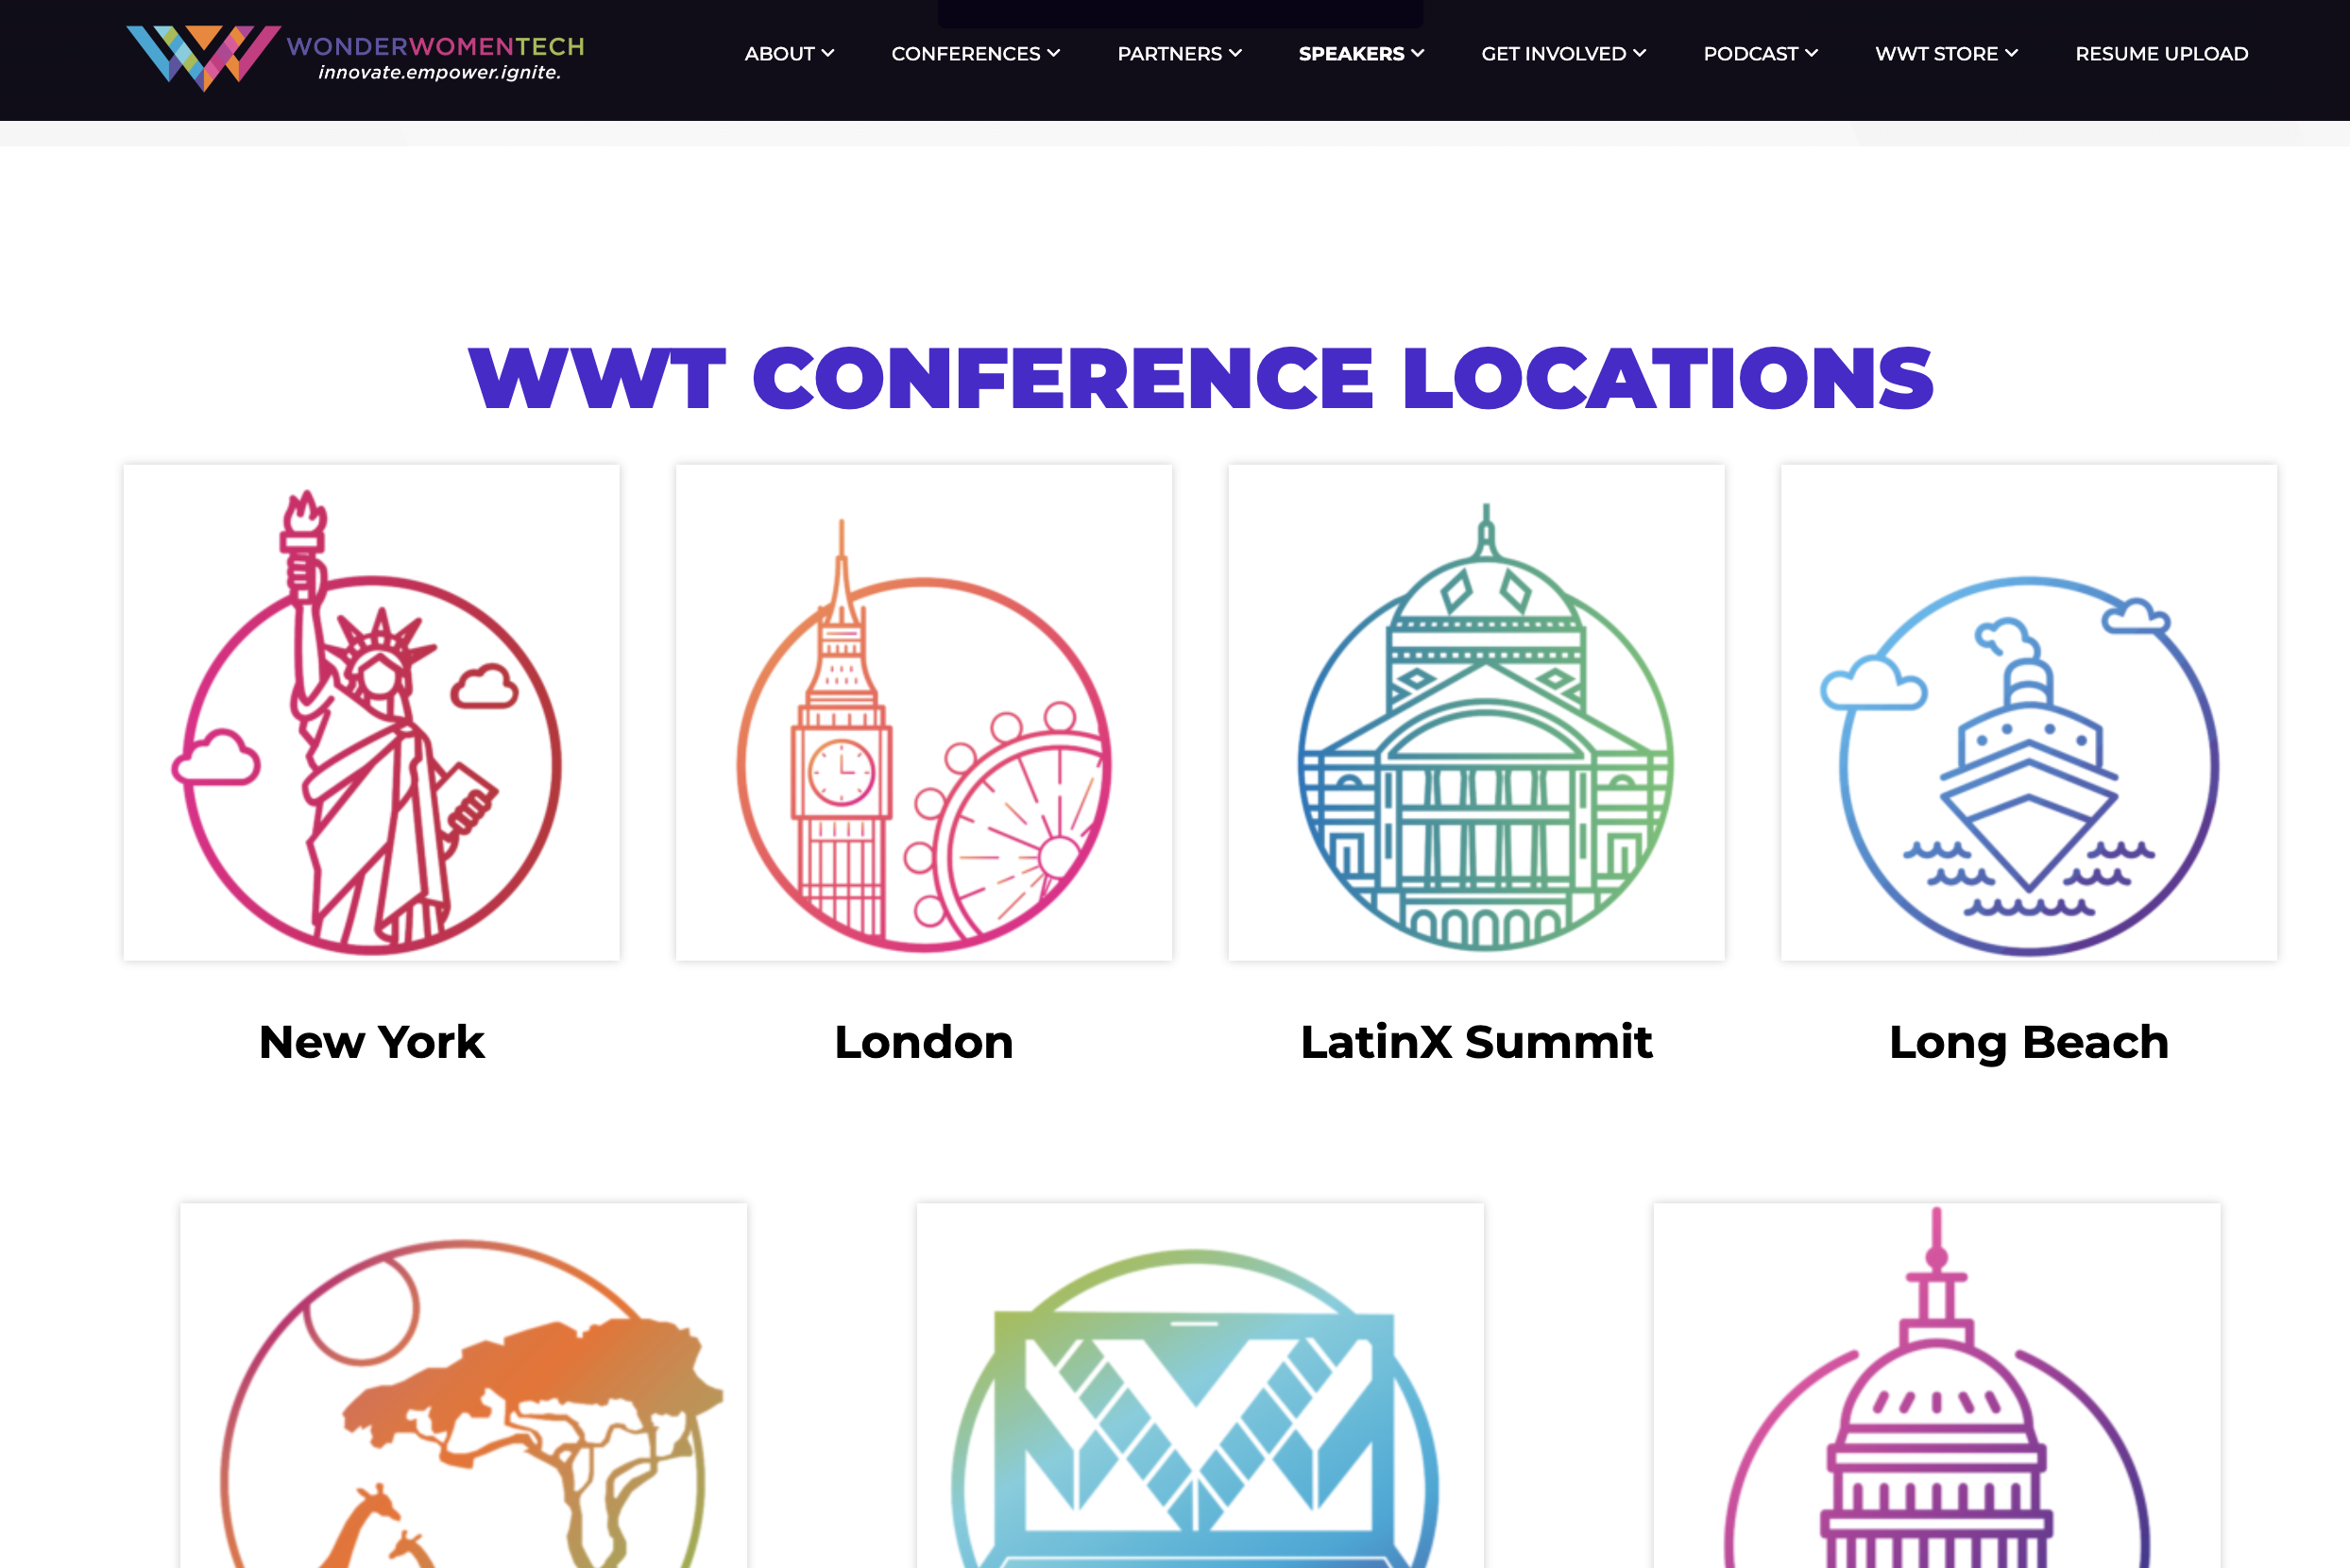 WONDERWOMENTECH
innovate.empower.ignite.
ABOUT CONFERENCES PARTNERS SPEAKERS GET INVOLVED PODCAST WWT STORE RESUME UPLOAD
WWT CONFERENCE LOCATIONS
New York London LatinX Summit Long Beach